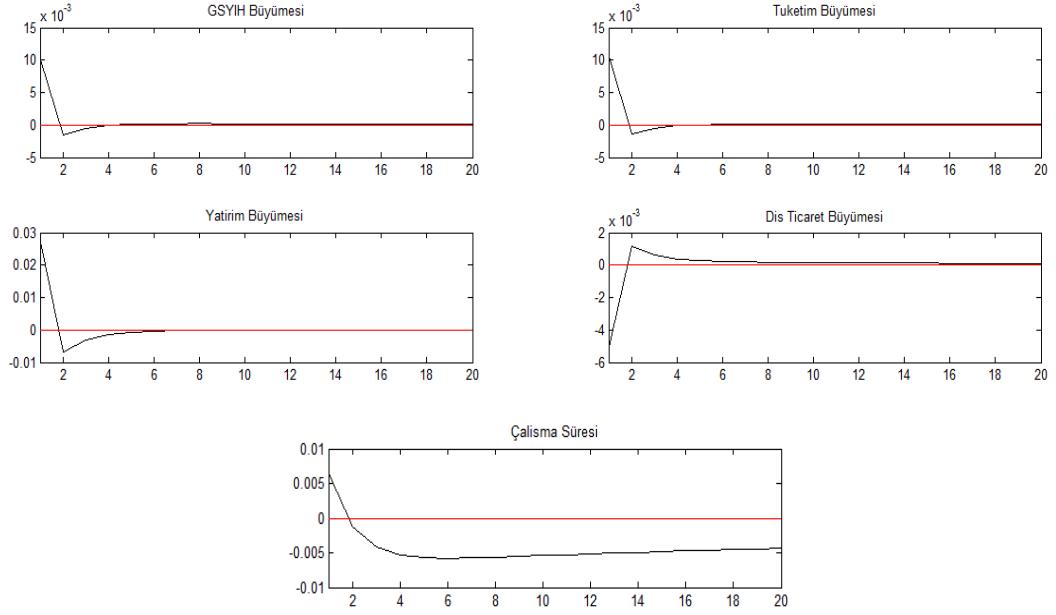 GSYIH Büyümesi
x 10⁻³
15
10
5
0
-5
2 4 6 8 10 12 14 16 18 20
Tuketim Büyümesi
x 10⁻³
15
10
5
0
-5
2 4 6 8 10 12 14 16 18 20
Yatirim Büyümesi
0.03
0.02
0.01
0
-0.01
2 4 6 8 10 12 14 16 18 20
Dis Ticaret Büyümesi
x 10⁻³
2
0
-2
-4
-6
2 4 6 8 10 12 14 16 18 20
Çalisma Süresi
0.01
0.005
0
-0.005
-0.01
2 4 6 8 10 12 14 16 18 20